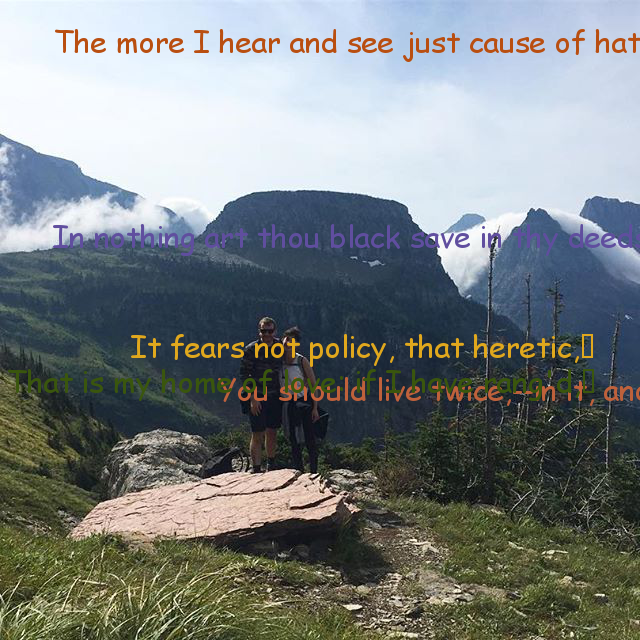 The more I hear and see just cause of hat
In nothing art thou black save in thy deeds
It fears not policy, that heretic,
That is my home of love, if I have rang'd,
You should live twice,--in it, and